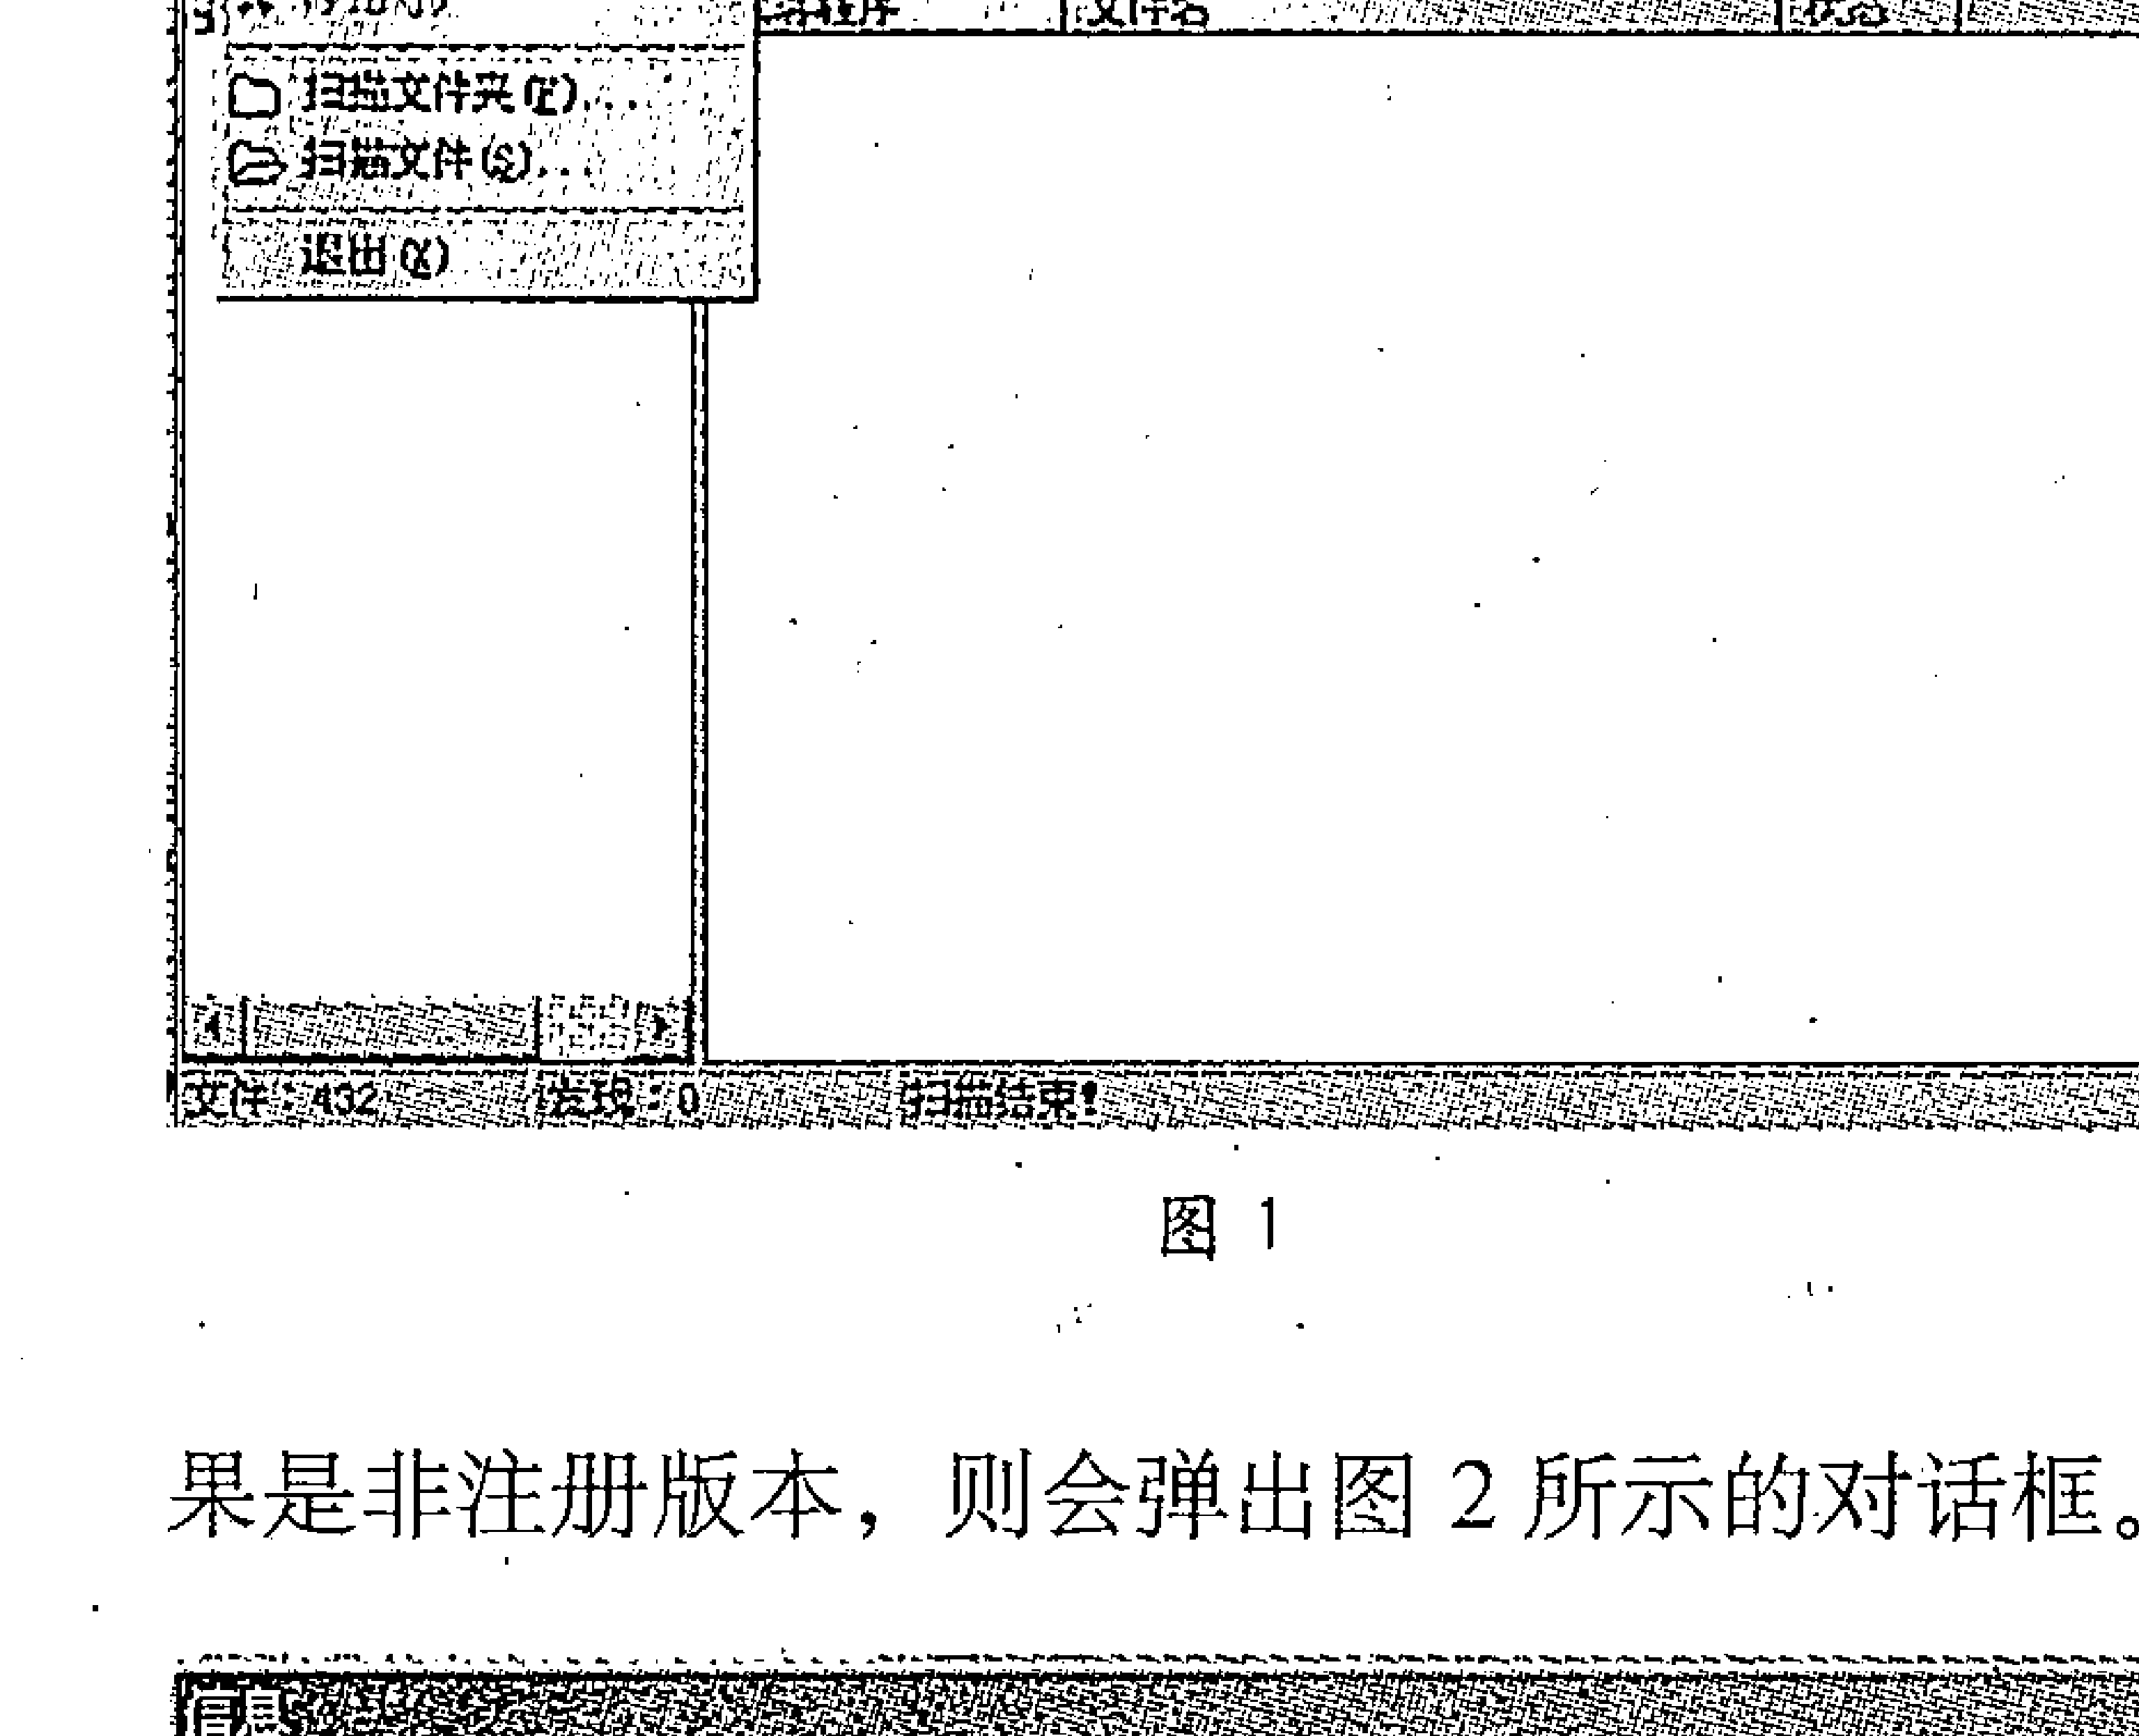 文件名 状态
扫描文件夹(F)...
扫描文件(S)...
退出(X)
文件: 432 发现: 0 扫描结束!
图 1
果是非注册版本，则会弹出图 2 所示的对话框。